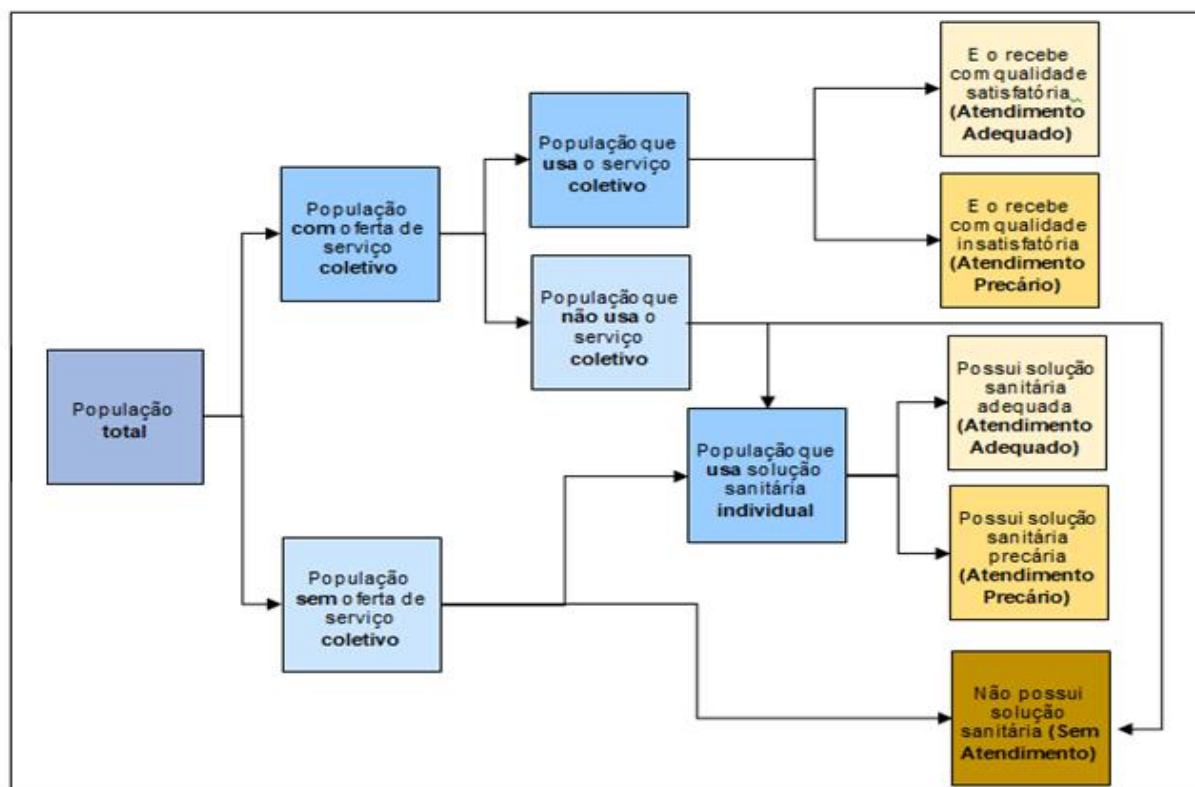 População
total
População
com oferta de
serviço
coletivo
População
sem oferta de
serviço
coletivo
População que
usa o serviço
coletivo
População que
não usa o
serviço
coletivo
População que
usa solução
sanitária
individual
E o recebe
com qualidade
satisfatória
(Atendimento
Adequado)
E o recebe
com qualidade
insatisfatória
(Atendimento
Precário)
Possui solução
sanitária
adequada
(Atendimento
Adequado)
Possui solução
sanitária
precária
(Atendimento
Precário)
Não possui
solução
sanitária (Sem
Atendimento)